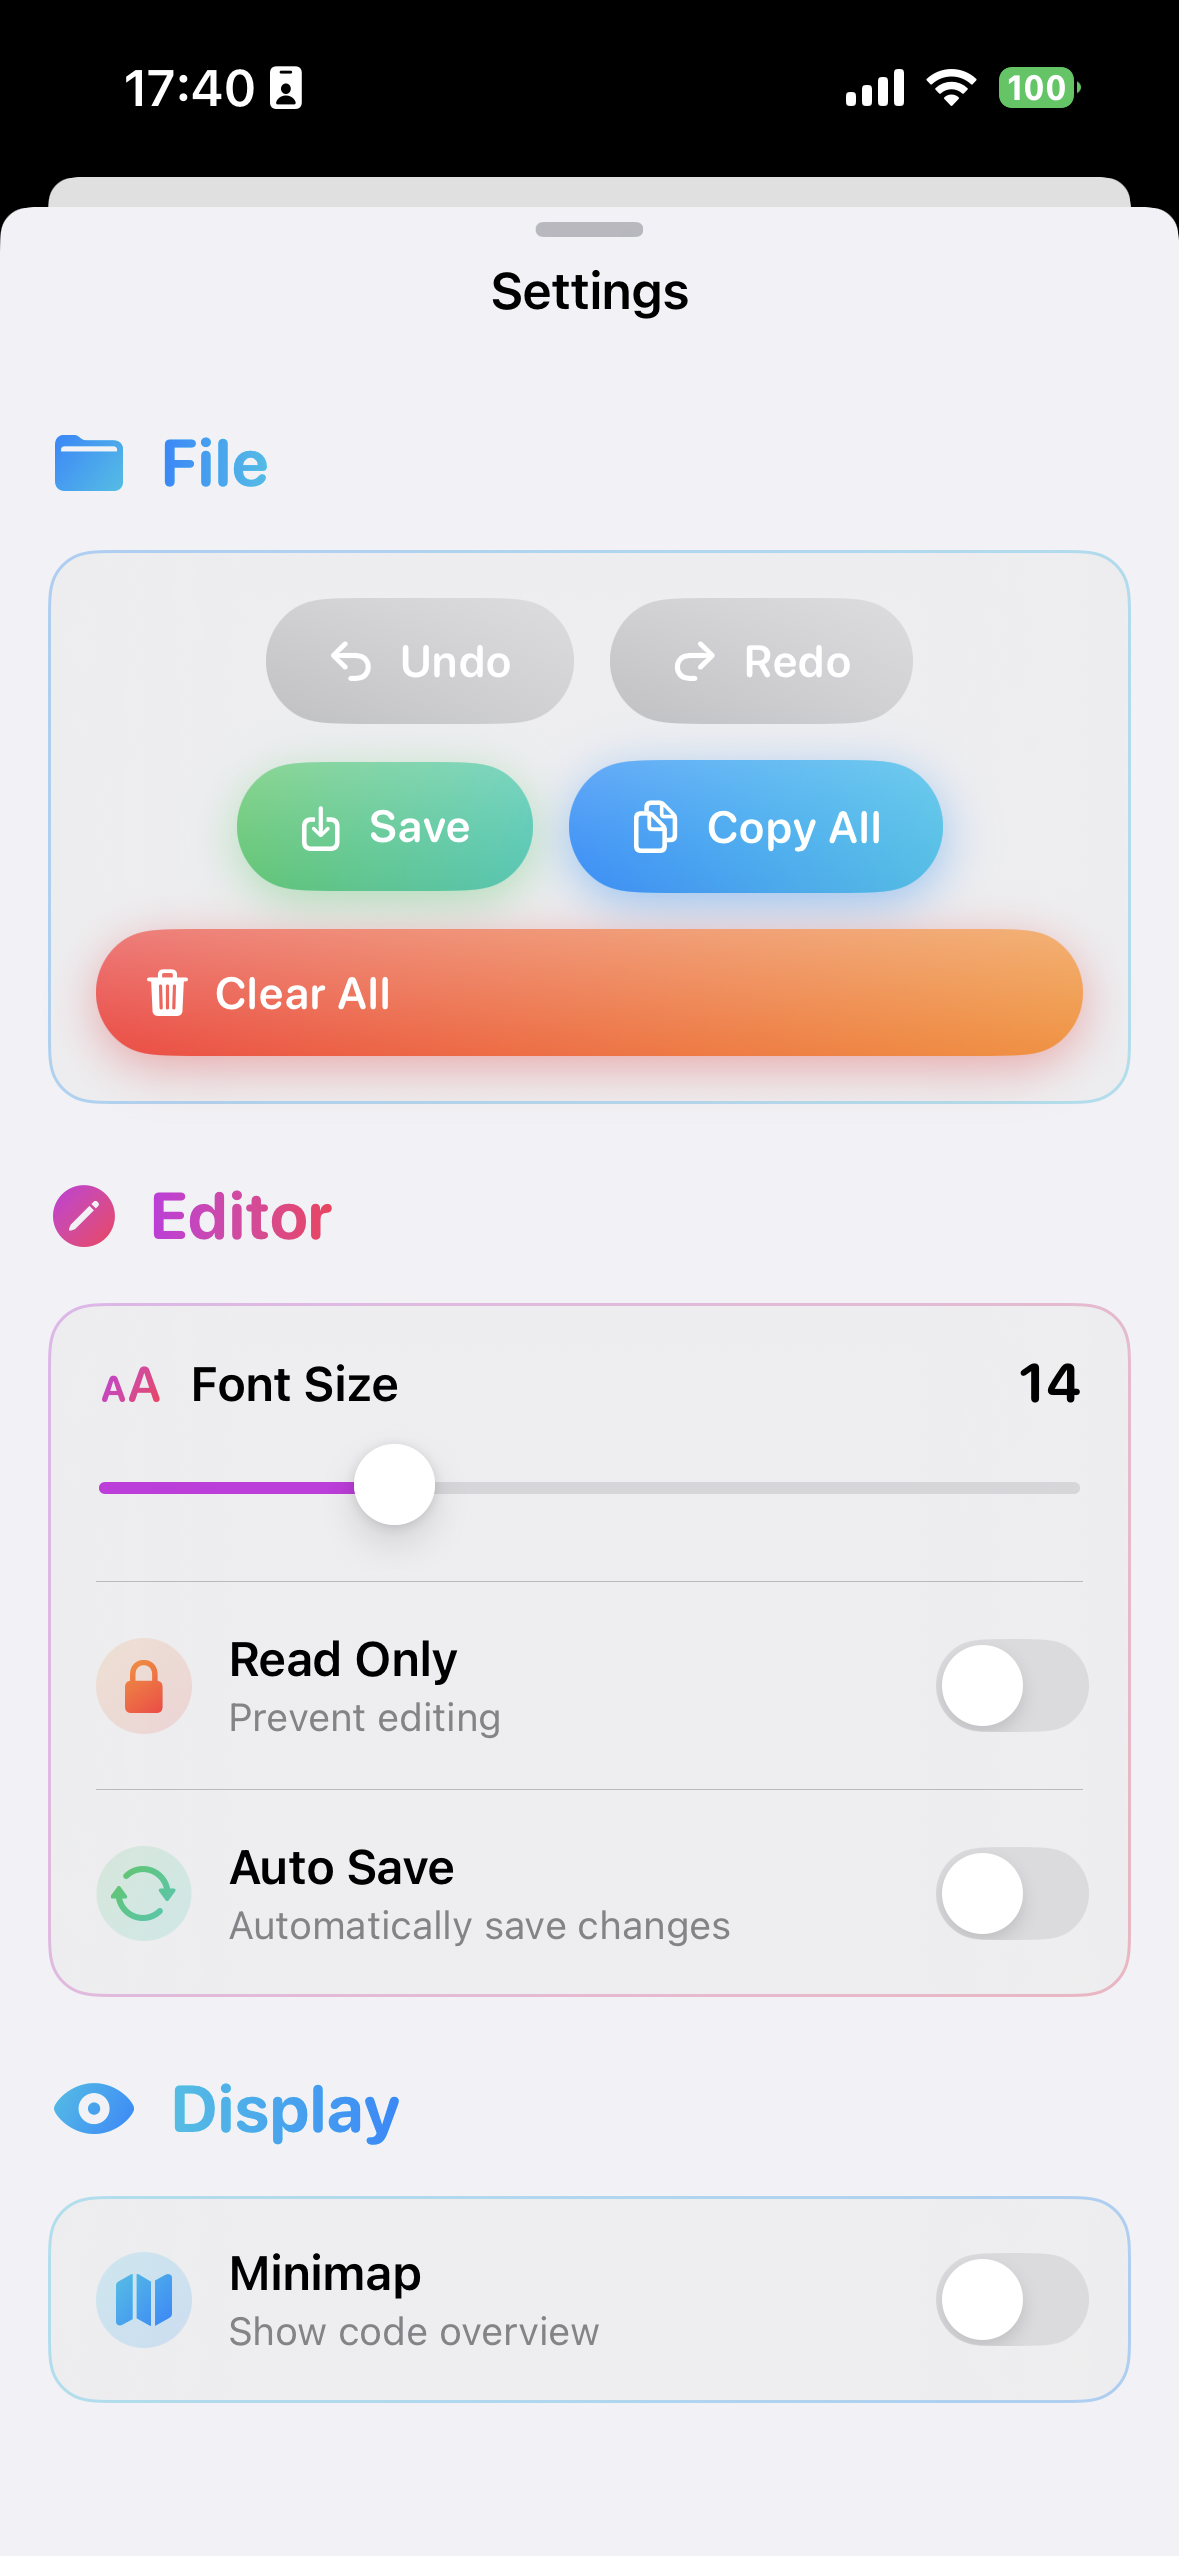 17:40
100
Settings
File
Undo
Redo
Save
Copy All
Clear All
Editor
AA Font Size 14
Read Only
Prevent editing
Auto Save
Automatically save changes
Display
Minimap
Show code overview